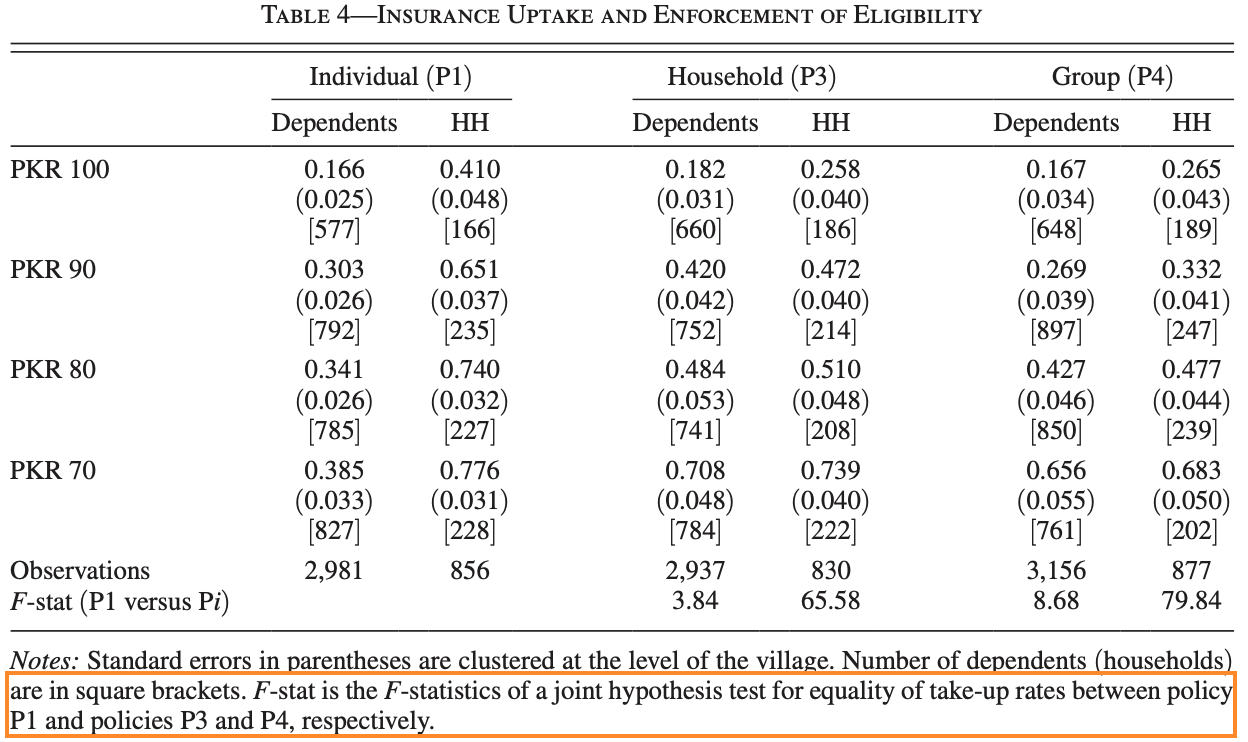 TABLE 4—INSURANCE UPTAKE AND ENFORCEMENT OF ELIGIBILITY
Individual (P1) Household (P3) Group (P4)
Dependents HH Dependents HH Dependents HH
PKR 100 0.166 0.410 0.182 0.258 0.167 0.265
(0.025) (0.048) (0.031) (0.040) (0.034) (0.043)
[577] [166] [660] [186] [648] [189]
PKR 90 0.303 0.651 0.420 0.472 0.269 0.332
(0.026) (0.037) (0.042) (0.040) (0.039) (0.041)
[792] [235] [752] [214] [897] [247]
PKR 80 0.341 0.740 0.484 0.510 0.427 0.477
(0.026) (0.032) (0.053) (0.048) (0.046) (0.044)
[785] [227] [741] [208] [850] [239]
PKR 70 0.385 0.776 0.708 0.739 0.656 0.683
(0.033) (0.031) (0.048) (0.040) (0.055) (0.050)
[827] [228] [784] [222] [761] [202]
Observations 2,981 856 2,937 830 3,156 877
F-stat (P1 versus Pi) 3.84 65.58 8.68 79.84
Notes: Standard errors in parentheses are clustered at the level of the village. Number of dependents (households)
are in square brackets. F-stat is the F-statistics of a joint hypothesis test for equality of take-up rates between policy
P1 and policies P3 and P4, respectively.